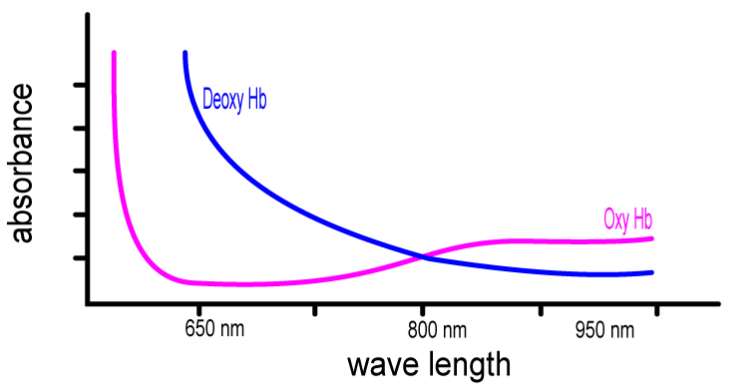 absorbance
Deoxy Hb
Oxy Hb
650 nm
800 nm
950 nm
wave length